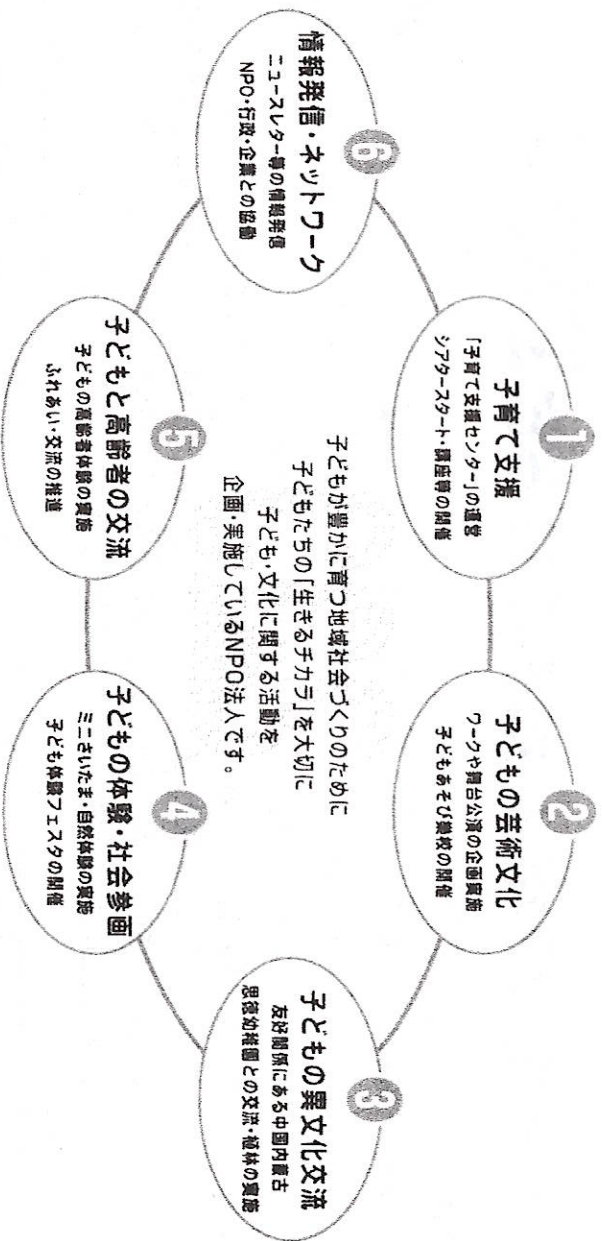 1
子育て支援
「子育て支援センター」の運営
シアタースタート・講座等の開催
2
子どもの芸術文化
ワークや舞台公演の企画実施
子どもあそび楽校の開催
3
子どもの異文化交流
友好関係にある中国内蒙古
思徳幼稚園との交流・植林の実施
4
子どもの体験・社会参画
ミニさいたま・自然体験の実施
子ども体験フェスタの開催
5
子どもと高齢者の交流
子どもの高齢者体験の実施
ふれあい・交流の推進
6
情報発信・ネットワーク
ニュースレター等の情報発信
NPO・行政・企業との協働
子どもが豊かに育つ地域社会づくりのために
子どもたちの「生きるチカラ」を大切に
子ども・文化に関する活動を
企画・実施しているNPO法人です。